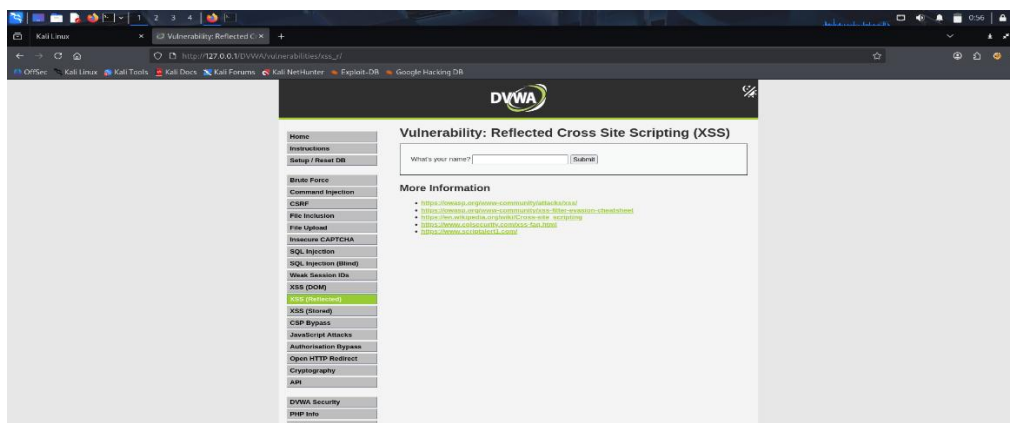 1 2 3 4
0:56
Kali Linux
Vulnerability: Reflected C
http://127.0.0.1/DVWA/vulnerabilities/xss_r/
OffSec Kali Linux Kali Tools Kali Docs Kali Forums Kali NetHunter Exploit-DB Google Hacking DB
DVWA
Vulnerability: Reflected Cross Site Scripting (XSS)
What's your name? Submit
More Information
https://owasp.org/www-community/attacks/xss/
https://owasp.org/www-community/xss-filter-evasion-cheatsheet
https://en.wikipedia.org/wiki/Cross-site_scripting
https://www.cgisecurity.com/xss-faq.html
https://www.scriptalert1.com/
Home
Instructions
Setup / Reset DB
Brute Force
Command Injection
CSRF
File Inclusion
File Upload
Insecure CAPTCHA
SQL Injection
SQL Injection (Blind)
Weak Session IDs
XSS (DOM)
XSS (Reflected)
XSS (Stored)
CSP Bypass
JavaScript Attacks
Authorisation Bypass
Open HTTP Redirect
Cryptography
API
DVWA Security
PHP Info